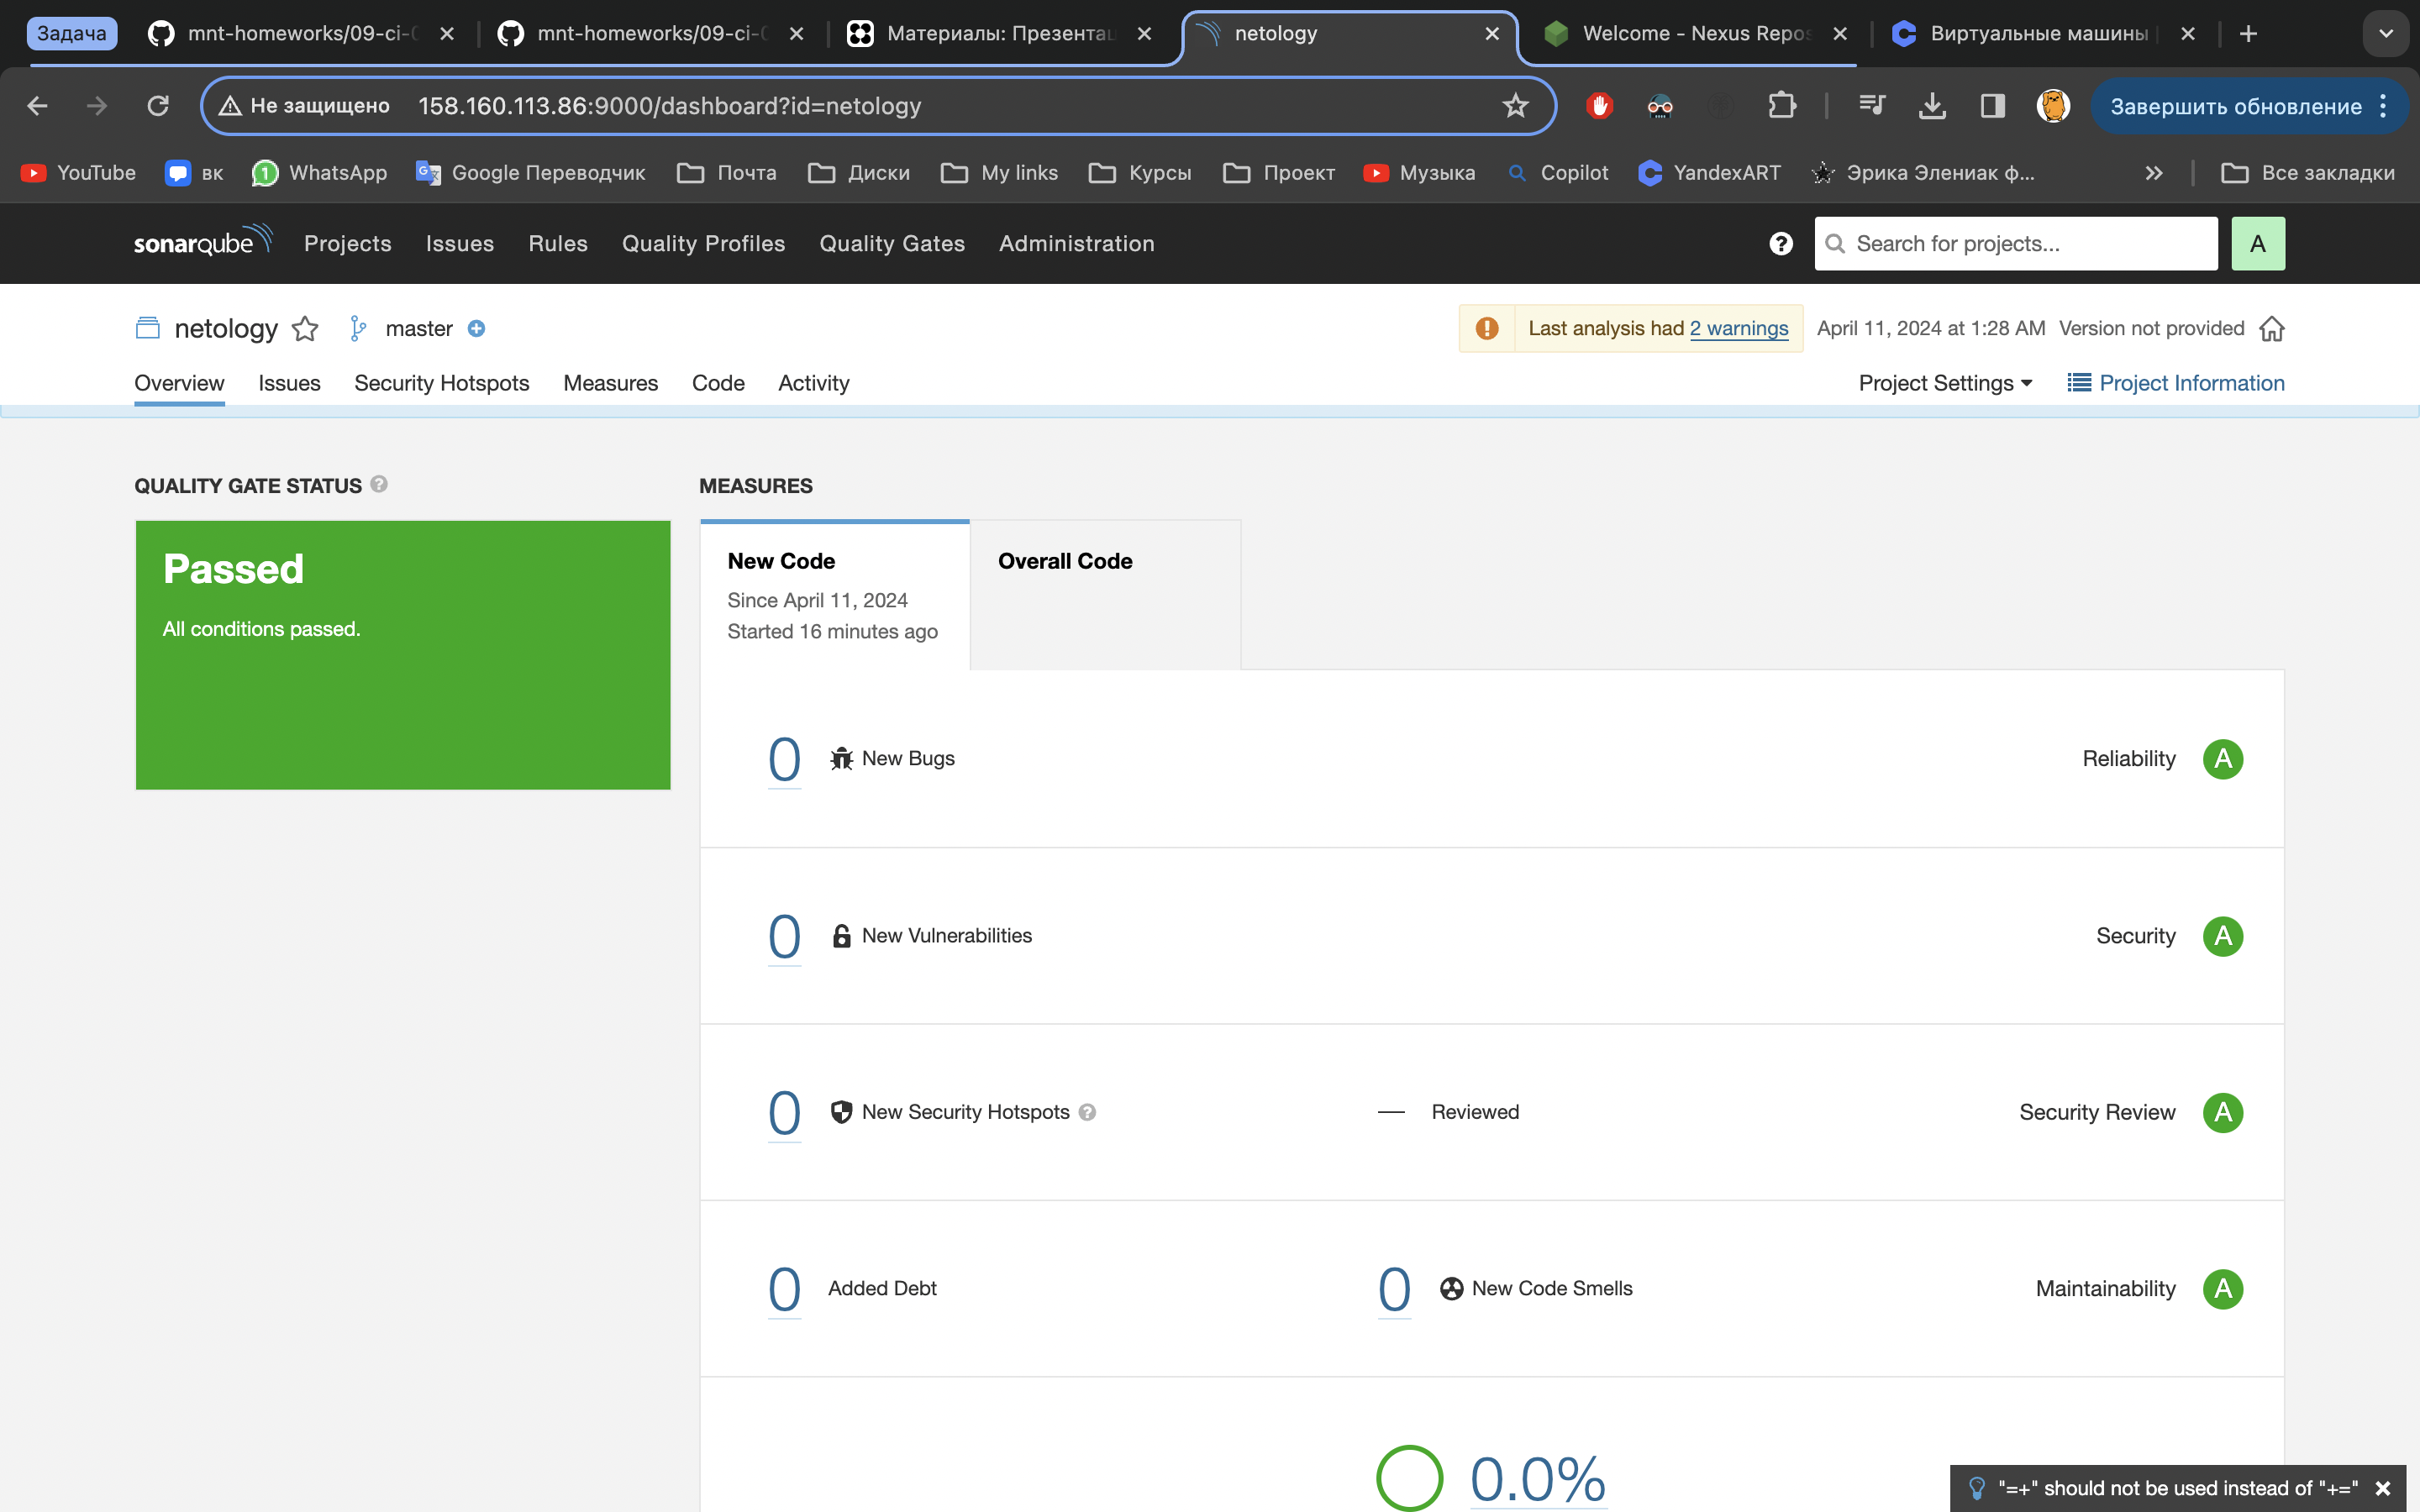 Задача
mnt-homeworks/09-ci-
mnt-homeworks/09-ci-
Материалы: Презентац
netology
Welcome - Nexus Repos
Виртуальные машины
Не защищено
158.160.113.86:9000/dashboard?id=netology
Завершить обновление
YouTube
вк
1
WhatsApp
Google Переводчик
Почта
Диски
My links
Курсы
Проект
Музыка
Copilot
YandexART
Эрика Элениак ф...
Все закладки
sonarqube
Projects
Issues
Rules
Quality Profiles
Quality Gates
Administration
Search for projects...
A
netology
master
Last analysis had 2 warnings
April 11, 2024 at 1:28 AM
Version not provided
Overview
Issues
Security Hotspots
Measures
Code
Activity
Project Settings
Project Information
QUALITY GATE STATUS
MEASURES
Passed
All conditions passed.
New Code
Since April 11, 2024
Started 16 minutes ago
Overall Code
0 New Bugs
Reliability A
0 New Vulnerabilities
Security A
0 New Security Hotspots
— Reviewed
Security Review A
0 Added Debt
0 New Code Smells
Maintainability A
0.0%
"=+" should not be used instead of "+="